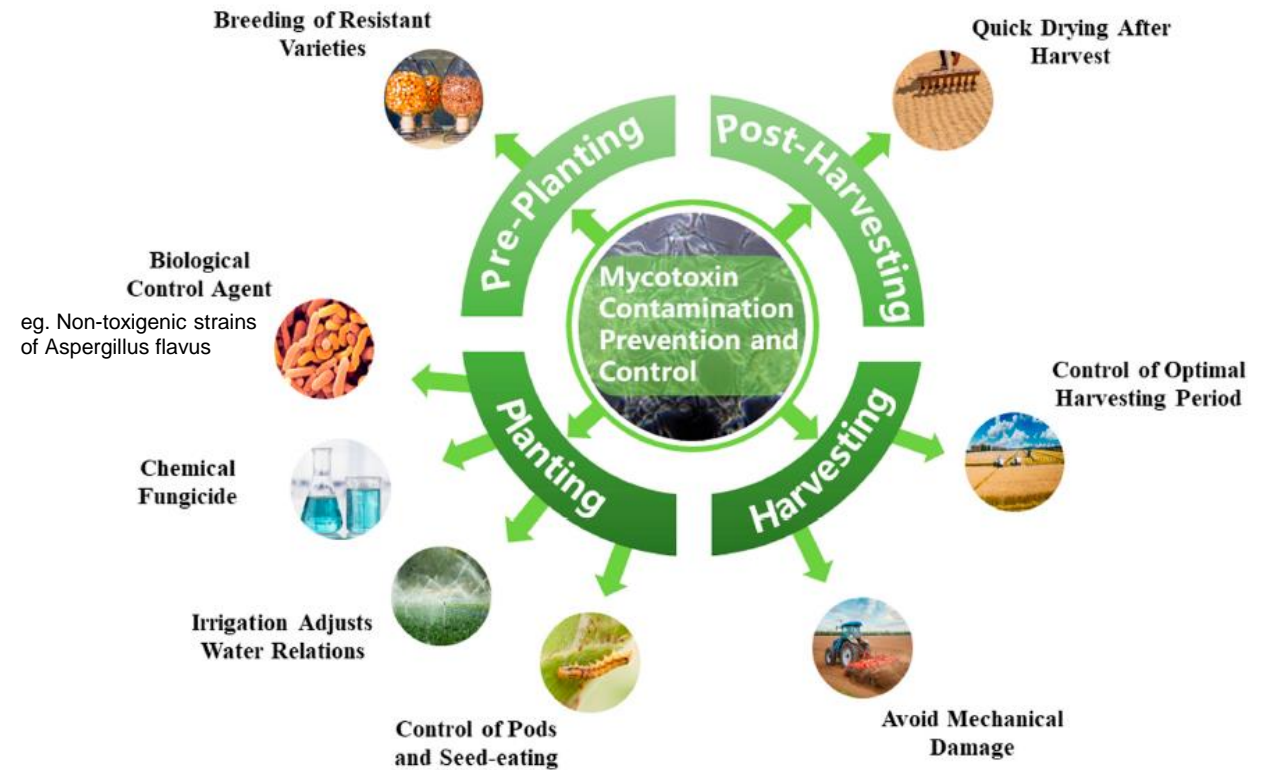 Breeding of Resistant
Varieties
Quick Drying After
Harvest
Pre-Planting
Post-Harvesting
Biological
Control Agent
eg. Non-toxigenic strains
of Aspergillus flavus
Mycotoxin
Contamination
Prevention and
Control
Control of Optimal
Harvesting Period
Planting
Harvesting
Chemical
Fungicide
Irrigation Adjusts
Water Relations
Control of Pods
and Seed-eating
Avoid Mechanical
Damage